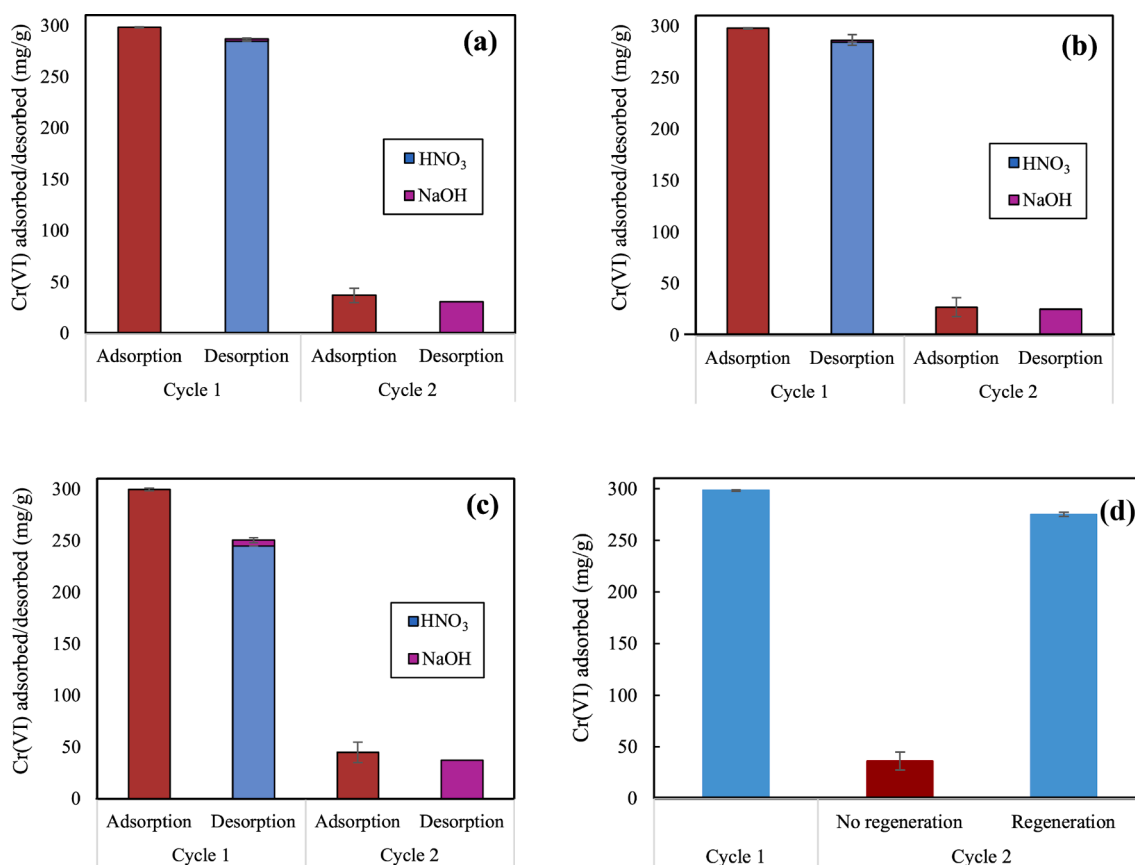 (a)
Cr(VI) adsorbed/desorbed (mg/g)
300
250
200
150
100
50
0
HNO₃
NaOH
Adsorption Desorption Adsorption Desorption
Cycle 1 Cycle 2
(b)
Cr(VI) adsorbed/desorbed (mg/g)
300
250
200
150
100
50
0
HNO₃
NaOH
Adsorption Desorption Adsorption Desorption
Cycle 1 Cycle 2
(c)
Cr(VI) adsorbed/desorbed (mg/g)
300
250
200
150
100
50
0
HNO₃
NaOH
Adsorption Desorption Adsorption Desorption
Cycle 1 Cycle 2
(d)
Cr(VI) adsorbed (mg/g)
300
250
200
150
100
50
0
No regeneration Regeneration
Cycle 1 Cycle 2